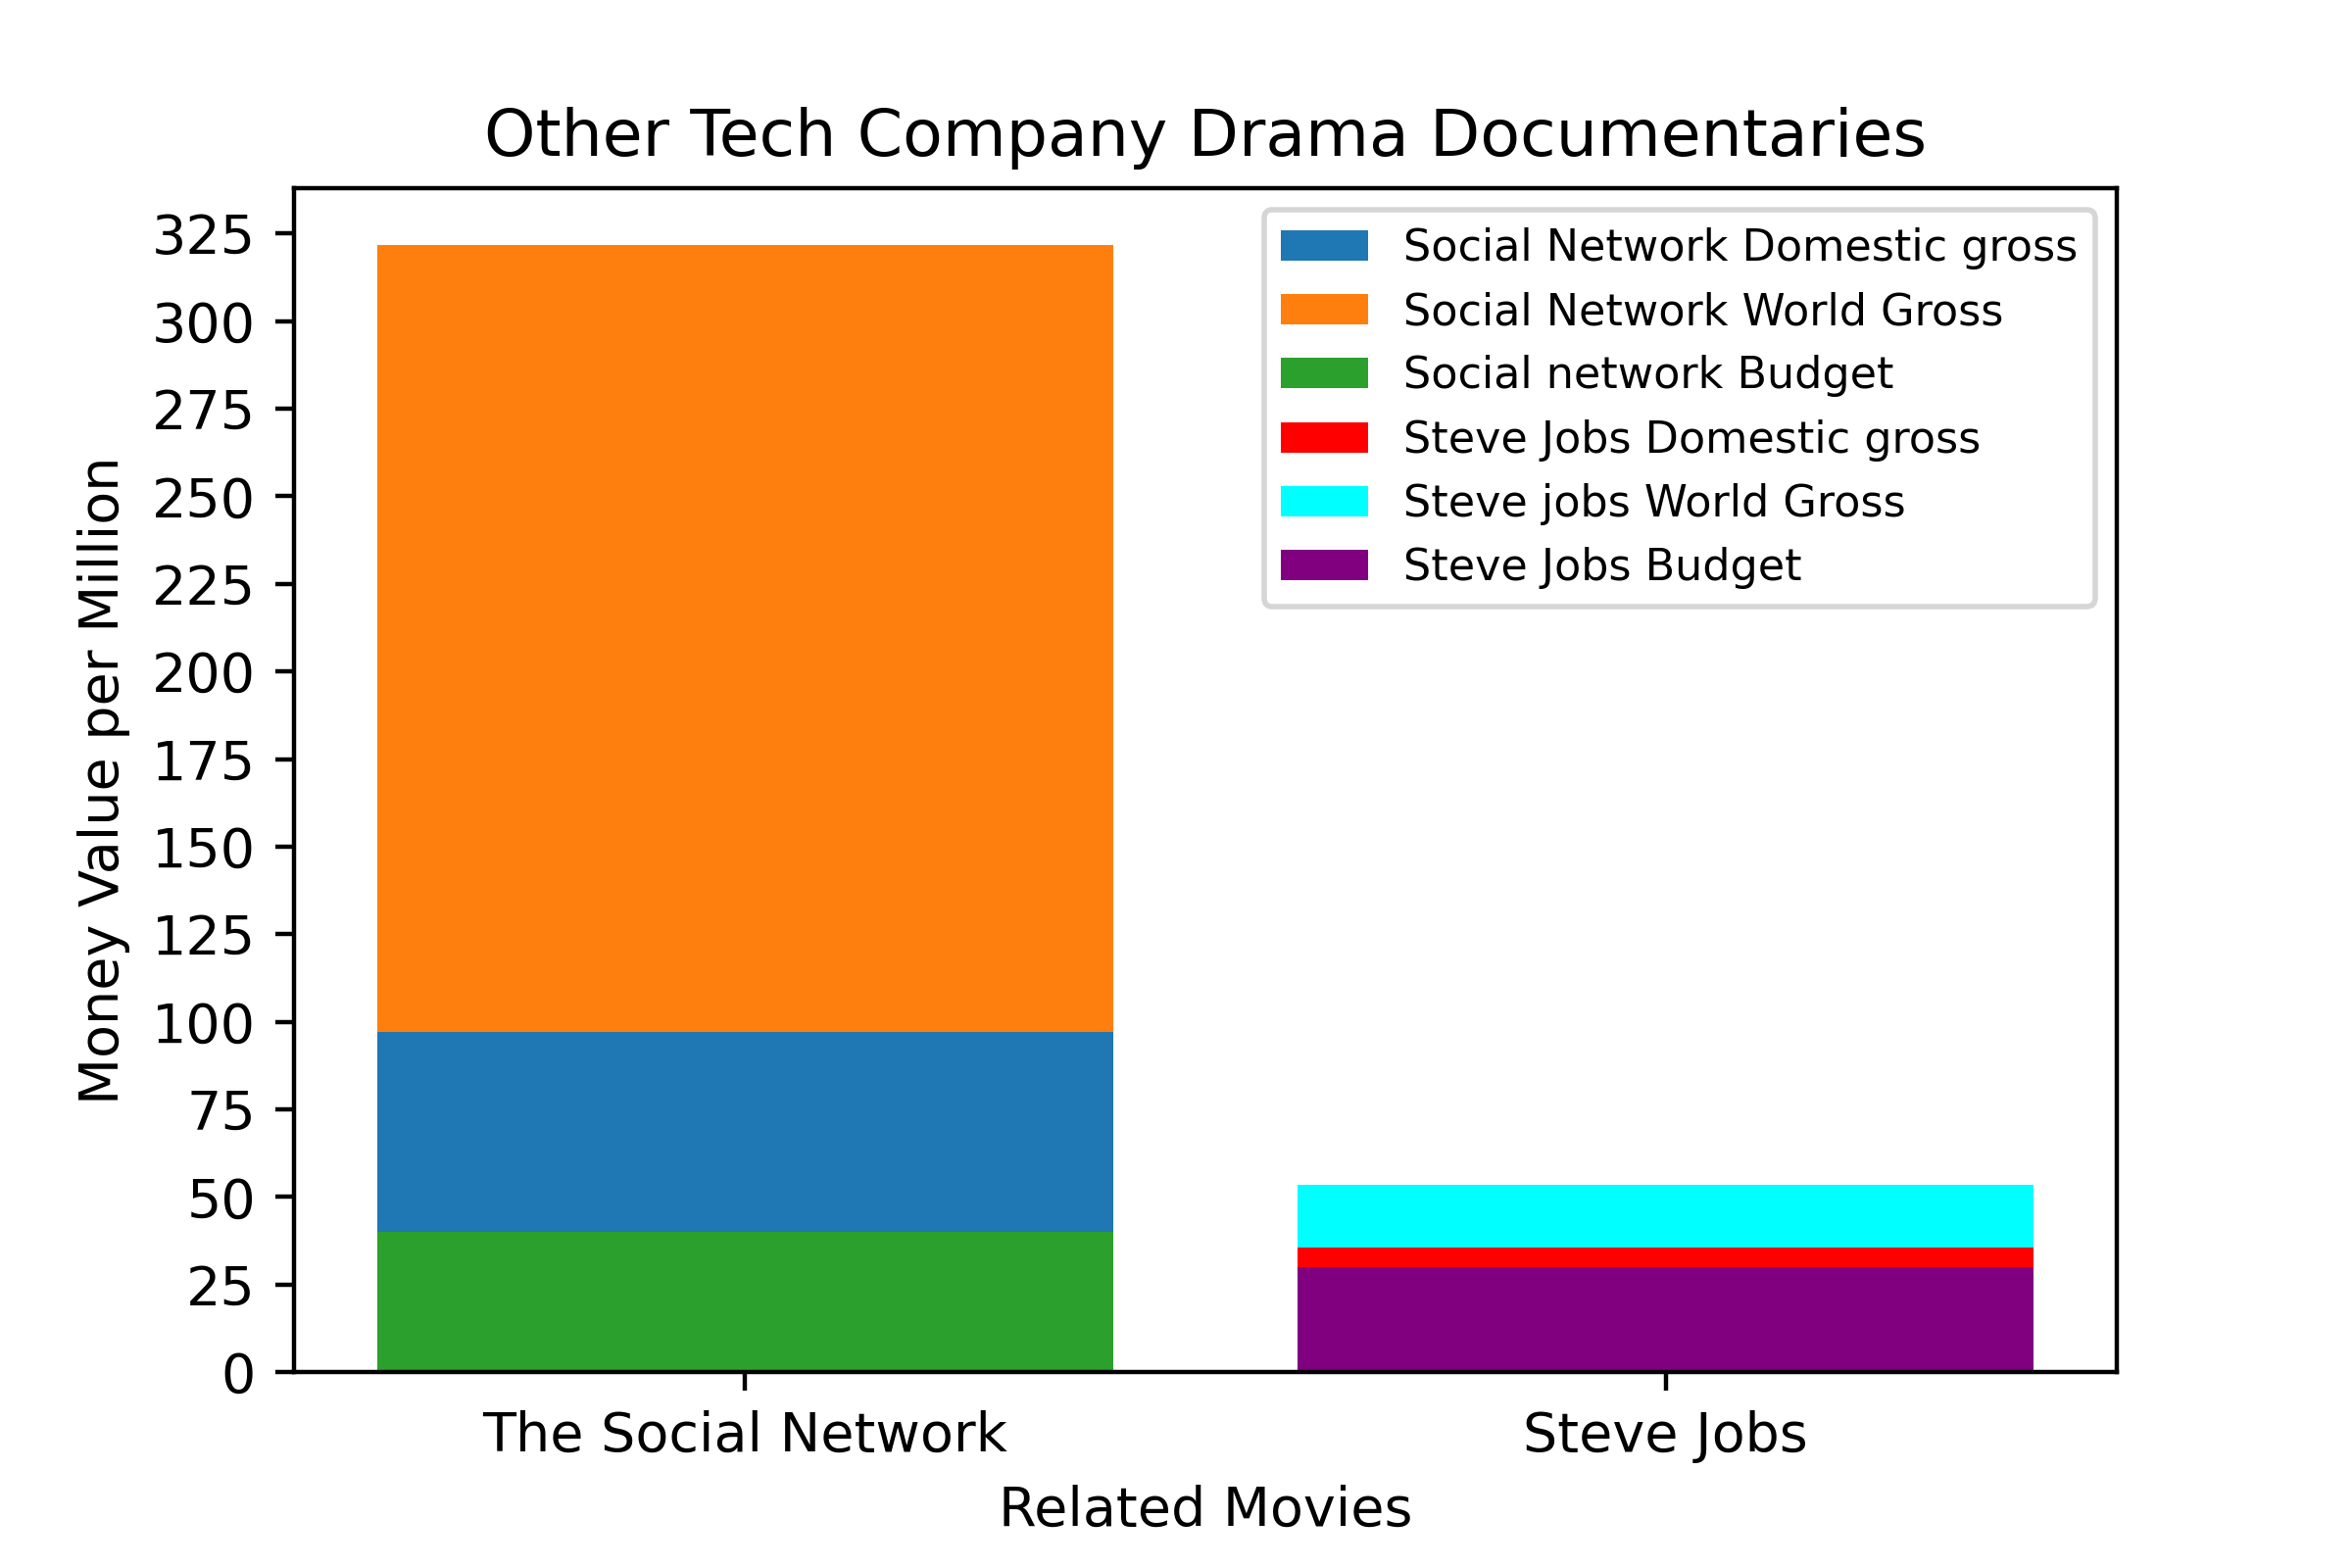 Other Tech Company Drama Documentaries
Social Network Domestic gross
Social Network World Gross
Social network Budget
Steve Jobs Domestic gross
Steve jobs World Gross
Steve Jobs Budget
Money Value per Million
325
300
275
250
225
200
175
150
125
100
75
50
25
0
The Social Network
Steve Jobs
Related Movies